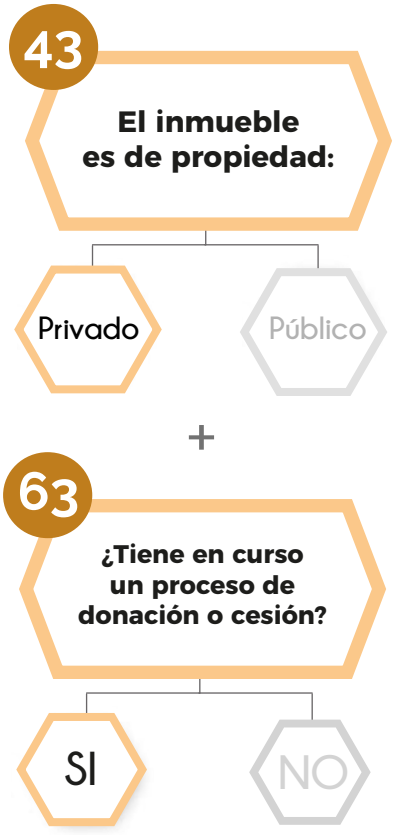 43
El inmueble
es de propiedad:
Privado
Público
+
63
¿Tiene en curso
un proceso de
donación o cesión?
SI
NO